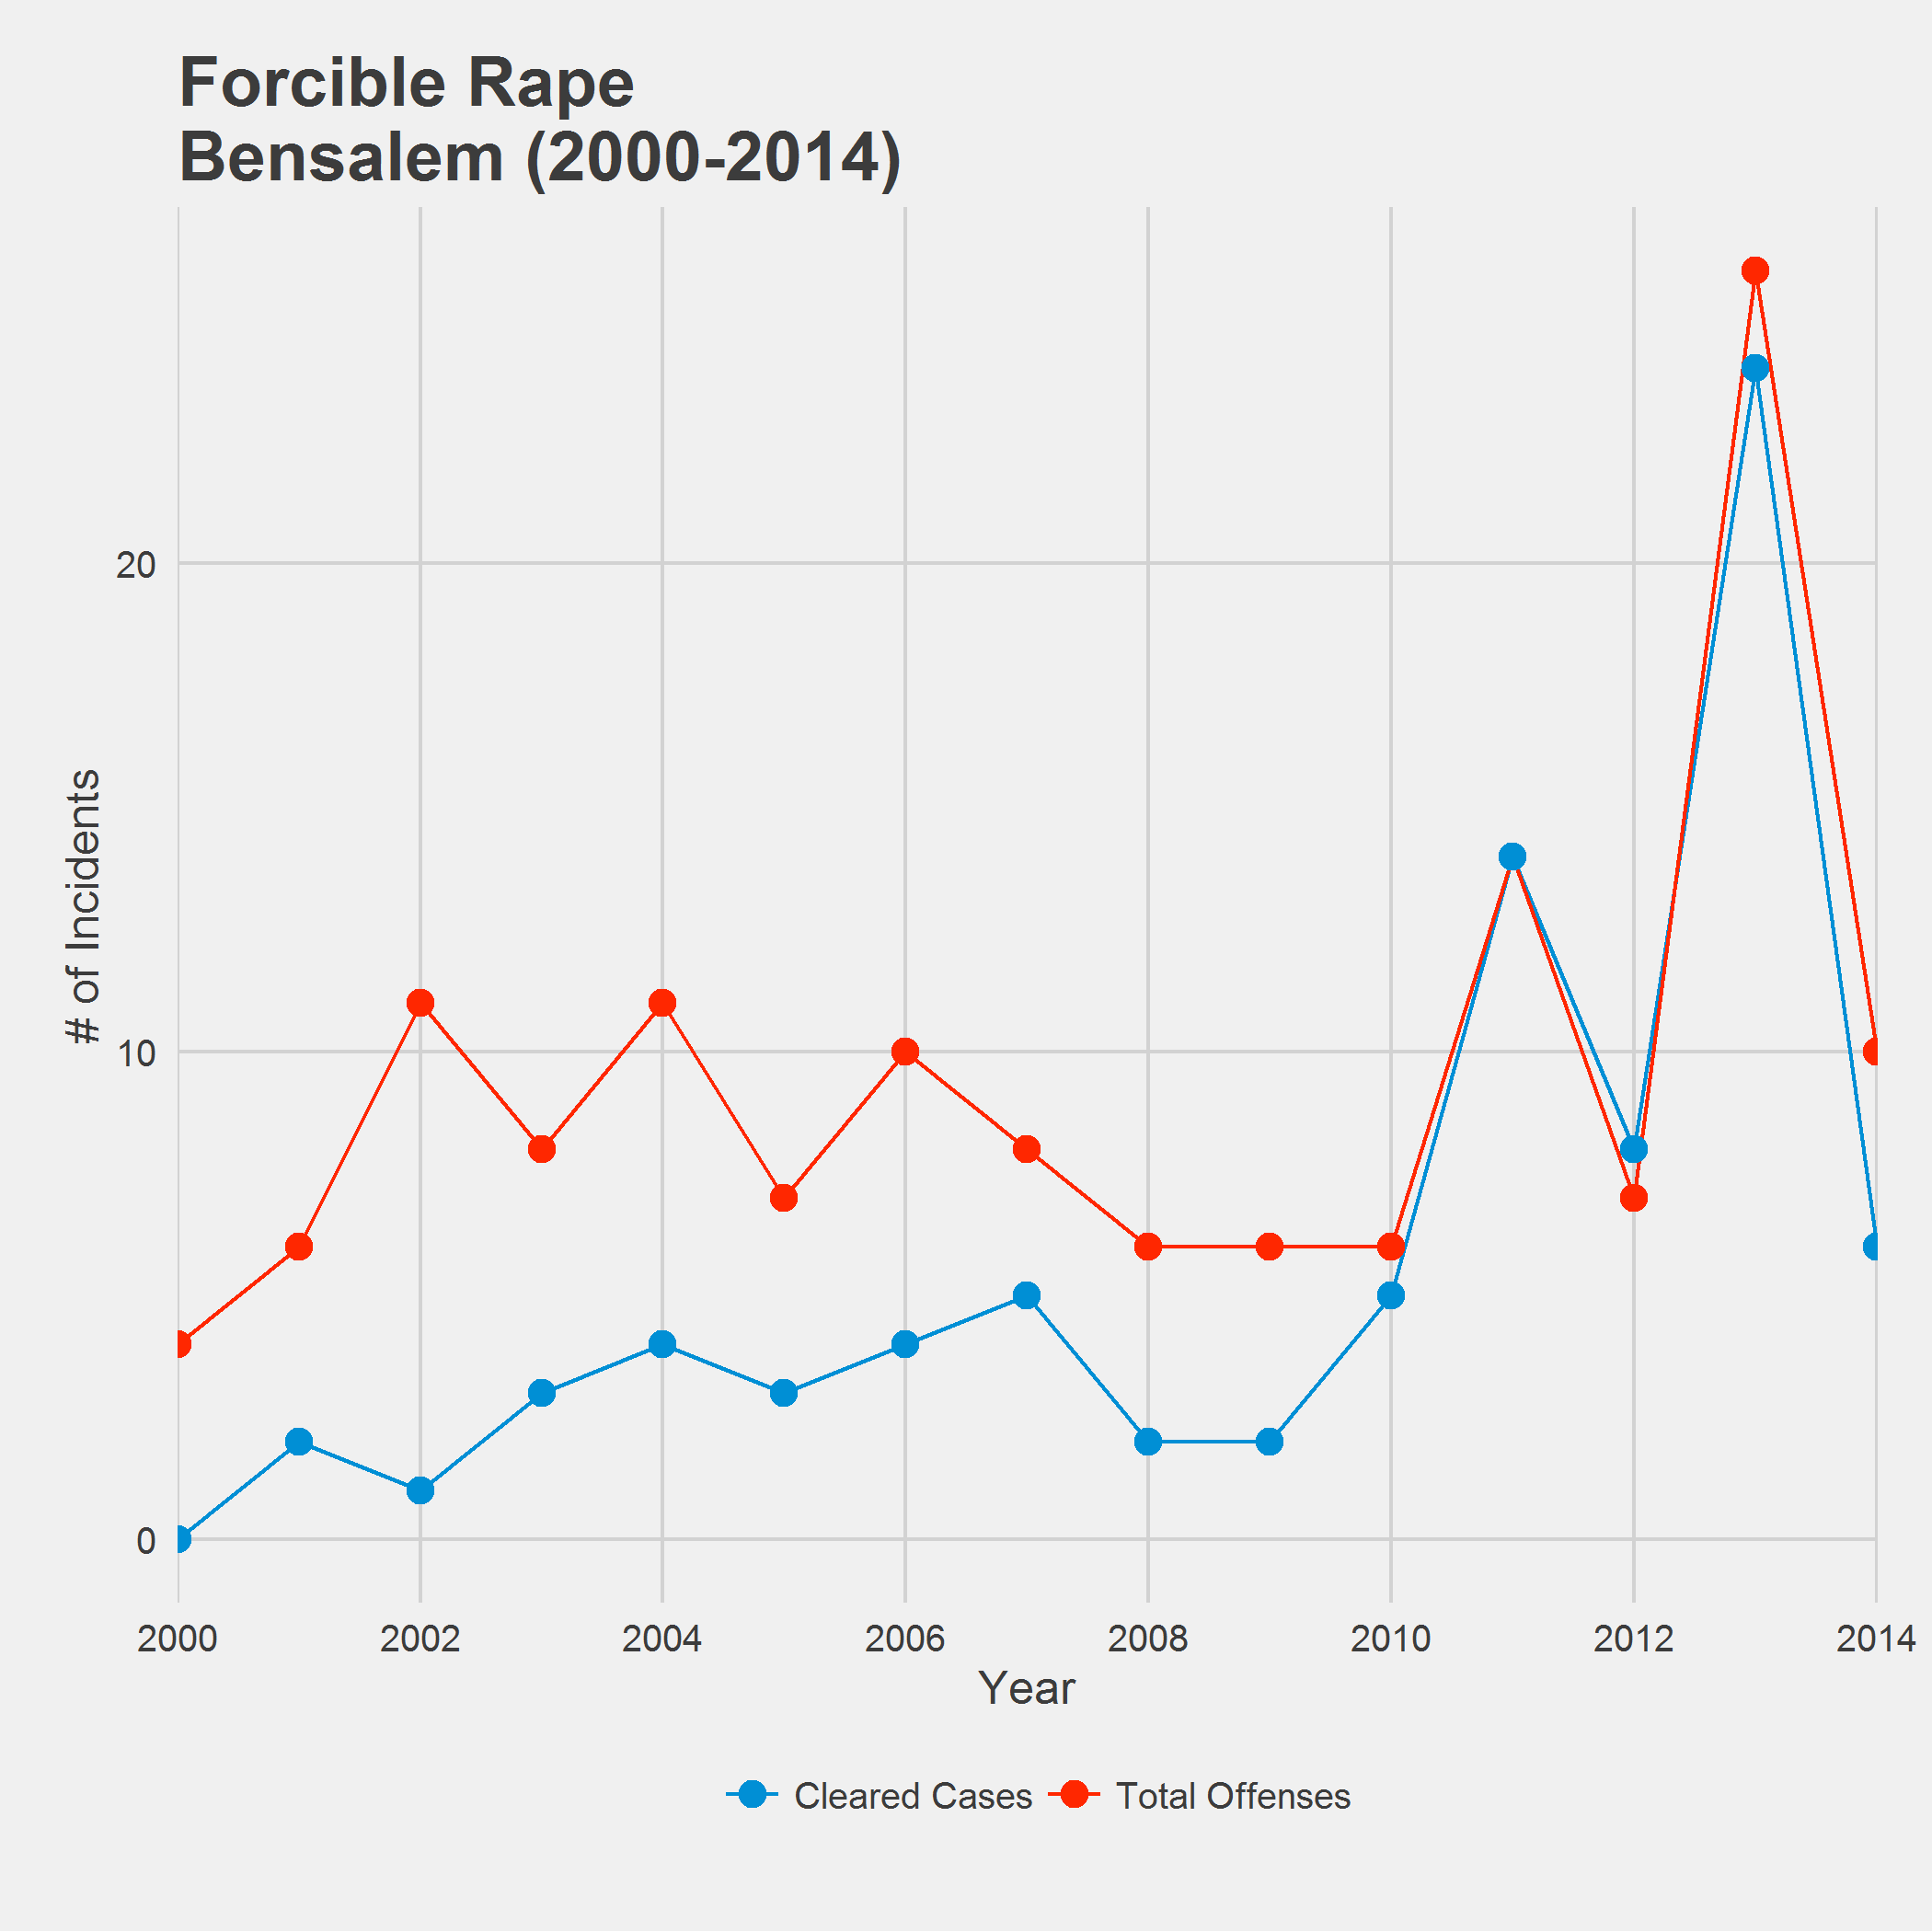 Forcible Rape
Bensalem (2000-2014)
# of Incidents
20
10
0
2000 2002 2004 2006 2008 2010 2012 2014
Year
Cleared Cases Total Offenses